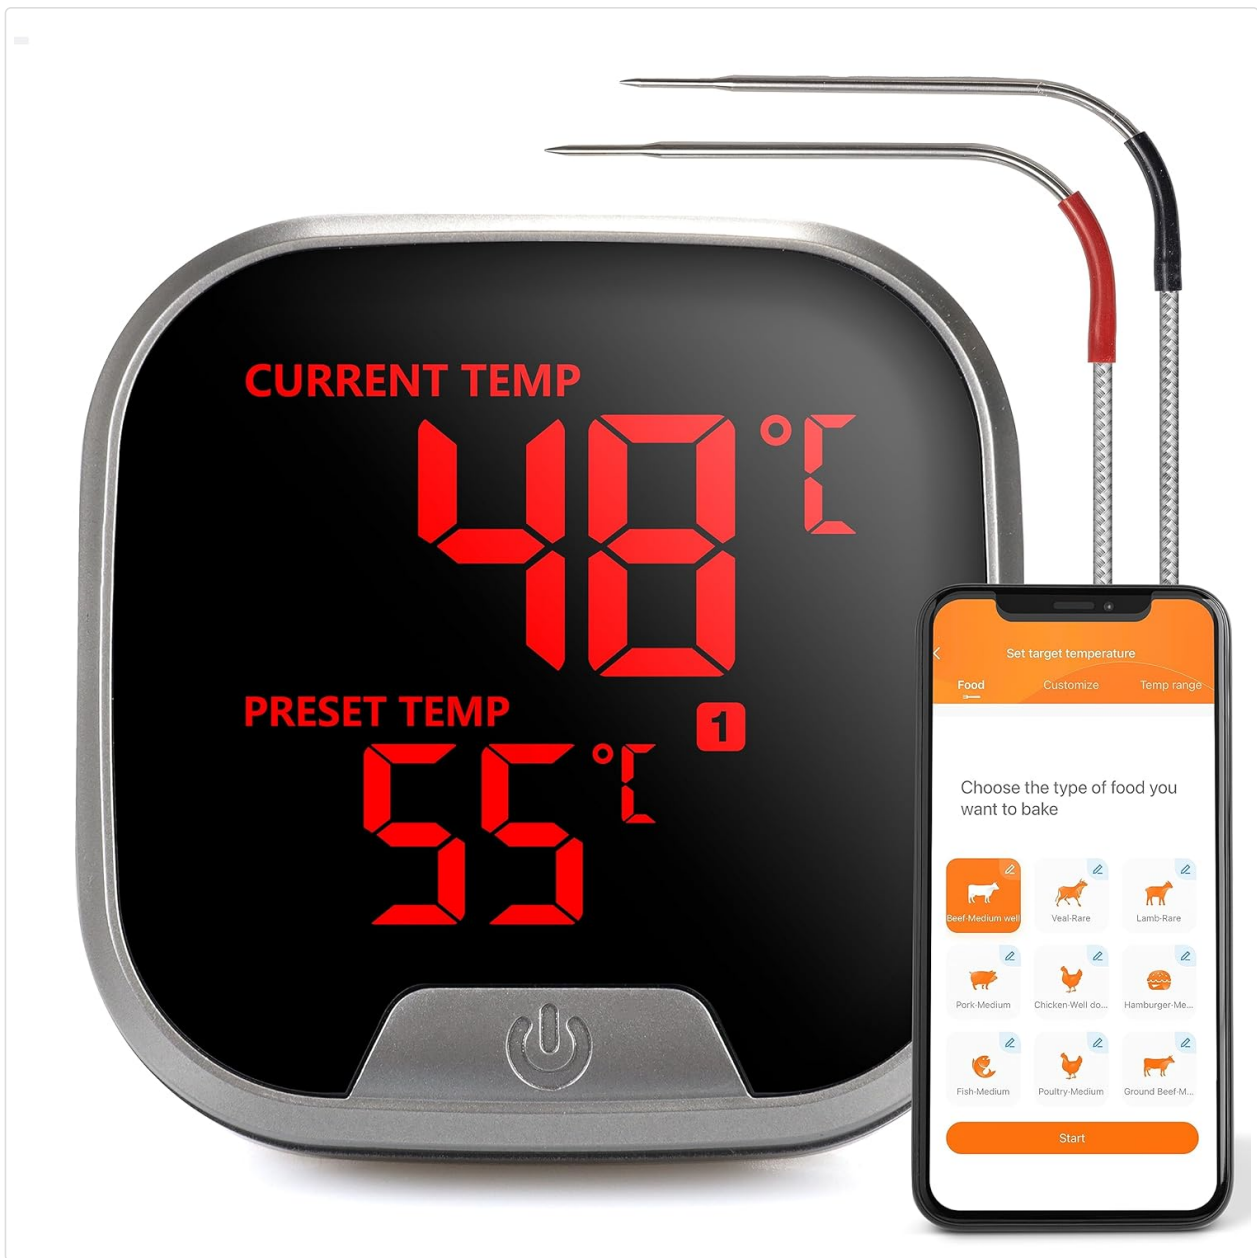 CURRENT TEMP
48°C
PRESET TEMP
1
55°C
Set target temperature
Food
Customize
Temp range
Choose the type of food you
want to bake
Beef-Medium well
Veal-Rare
Lamb-Rare
Pork-Medium
Chicken-Well do...
Hamburger-Me...
Fish-Medium
Poultry-Medium
Ground Beef-M...
Start